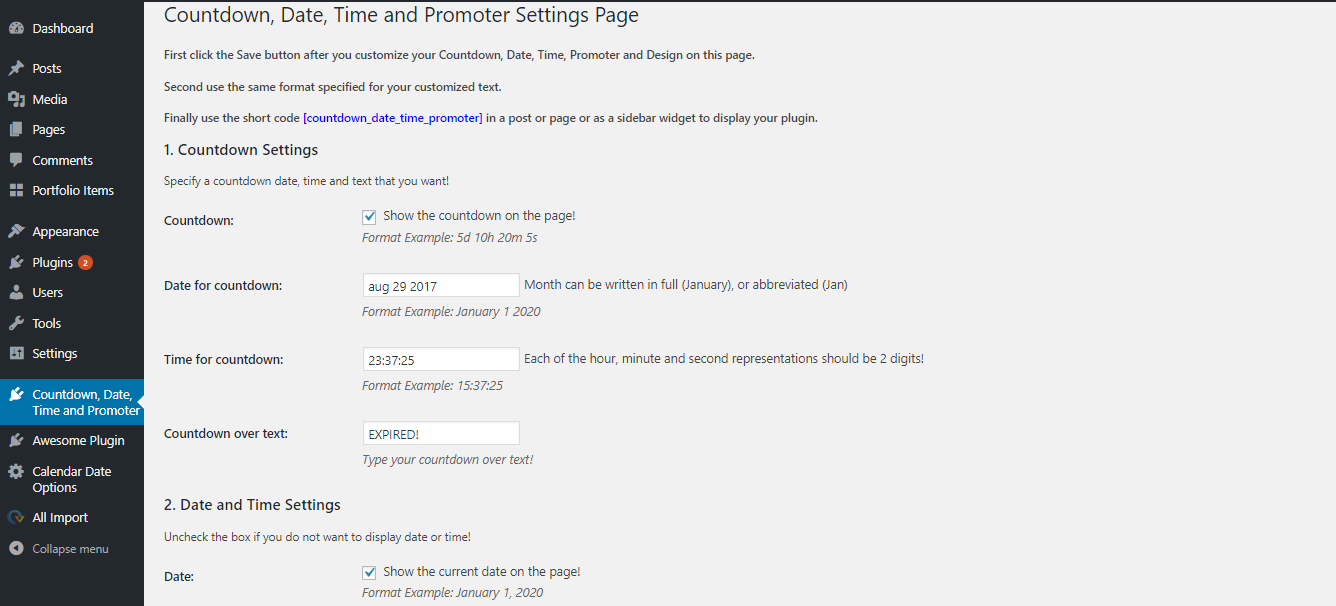 Dashboard
Posts
Media
Pages
Comments
Portfolio Items
Appearance
Plugins 2
Users
Tools
Settings
Countdown, Date,
Time and Promoter
Awesome Plugin
Calendar Date
Options
All Import
Collapse menu
Countdown, Date, Time and Promoter Settings Page
First click the Save button after you customize your Countdown, Date, Time, Promoter and Design on this page.
Second use the same format specified for your customized text.
Finally use the short code [countdown_date_time_promoter] in a post or page or as a sidebar widget to display your plugin.
1. Countdown Settings
Specify a countdown date, time and text that you want!
Countdown: Show the countdown on the page!
Format Example: 5d 10h 20m 5s
Date for countdown: aug 29 2017 Month can be written in full (January), or abbreviated (Jan)
Format Example: January 1 2020
Time for countdown: 23:37:25 Each of the hour, minute and second representations should be 2 digits!
Format Example: 15:37:25
Countdown over text: EXPIRED!
Type your countdown over text!
2. Date and Time Settings
Uncheck the box if you do not want to display date or time!
Date: Show the current date on the page!
Format Example: January 1, 2020